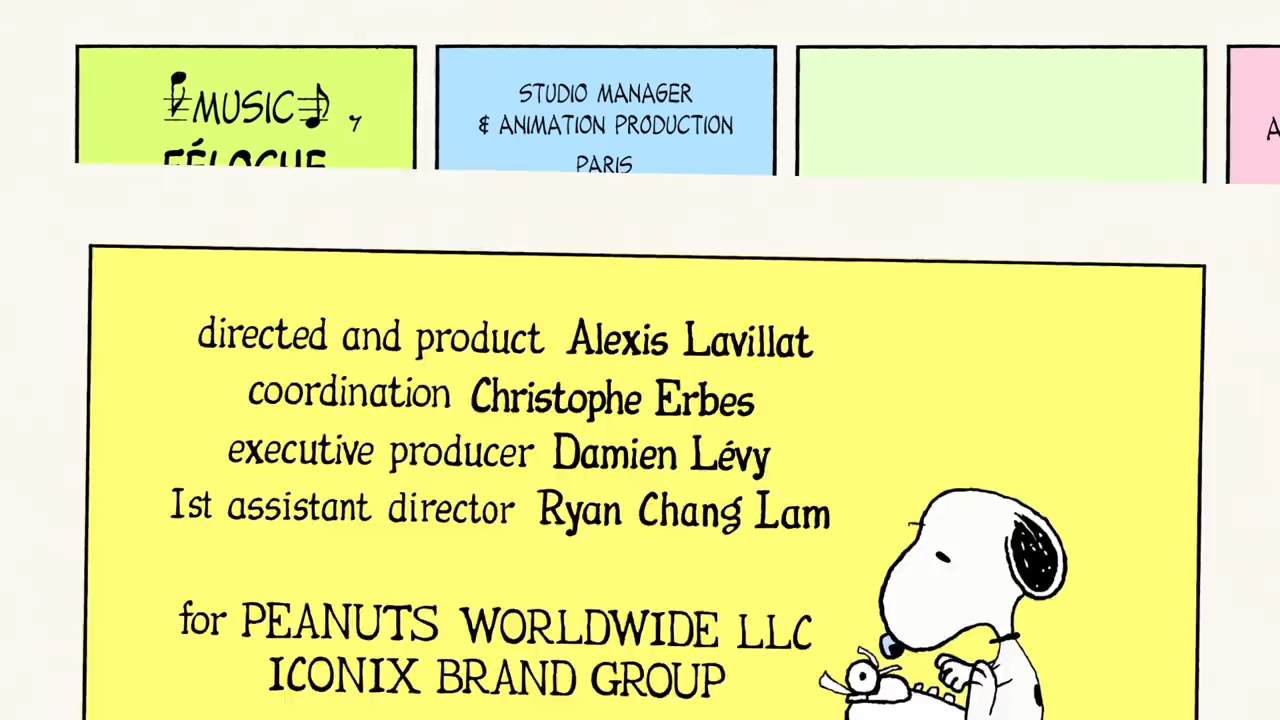 MUSIC
FÉLOCHE
STUDIO MANAGER
& ANIMATION PRODUCTION
PARIS
A
directed and product Alexis Lavillat
coordination Christophe Erbes
executive producer Damien Lévy
1st assistant director Ryan Chang Lam
for PEANUTS WORLDWIDE LLC
ICONIX BRAND GROUP